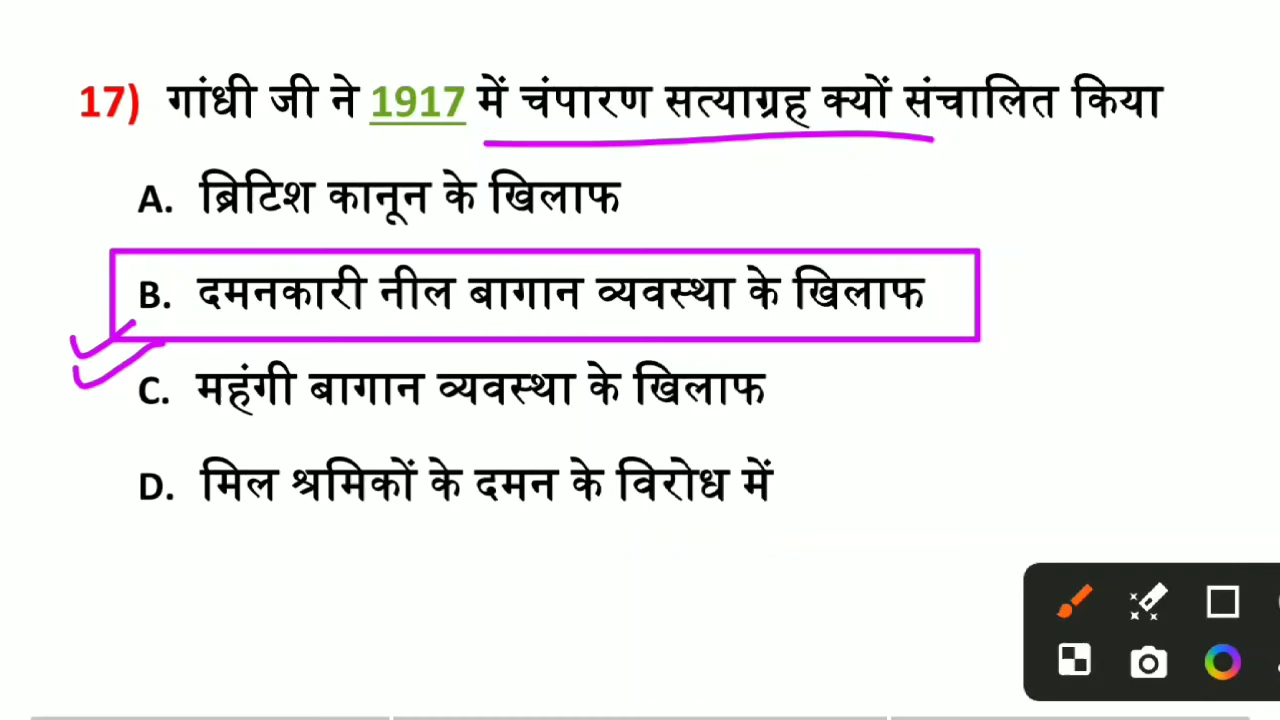 17) गांधी जी ने 1917 में चंपारण सत्याग्रह क्यों संचालित किया
A. ब्रिटिश कानून के खिलाफ
B. दमनकारी नील बागान व्यवस्था के खिलाफ
C. महंगी बागान व्यवस्था के खिलाफ
D. मिल श्रमिकों के दमन के विरोध में